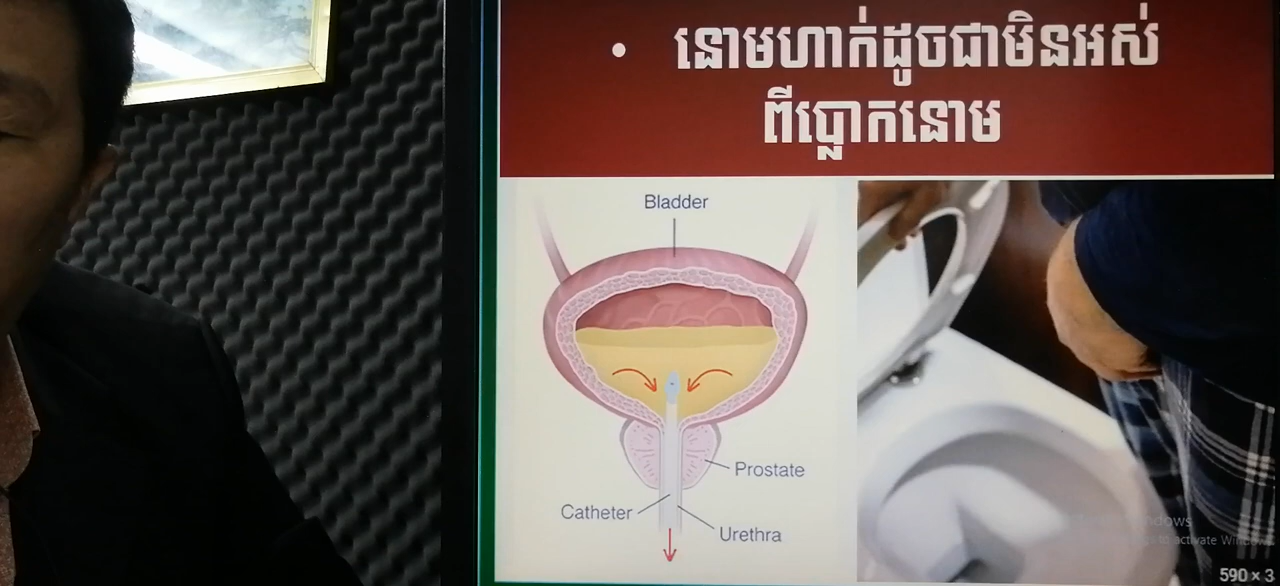 • នោមហាក់ដូចជាមិនអស់
ពីប្លោកនោម
Bladder
Prostate
Catheter
Urethra
590 × 3